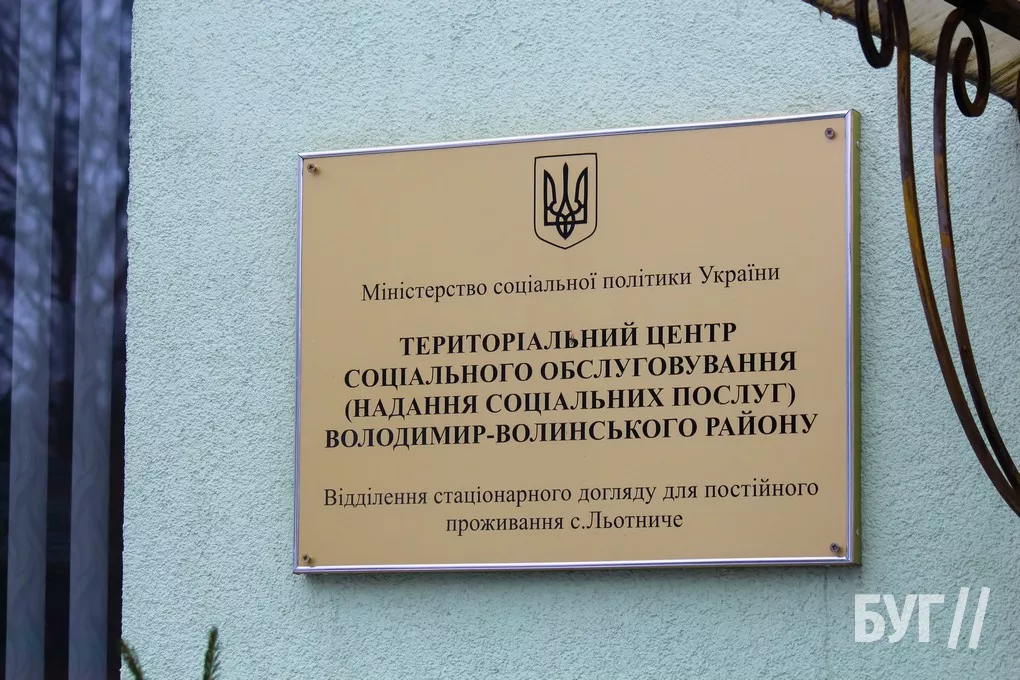 Міністерство соціальної політики України
ТЕРИТОРІАЛЬНИЙ ЦЕНТР
СОЦІАЛЬНОГО ОБСЛУГОВУВАННЯ
(НАДАННЯ СОЦІАЛЬНИХ ПОСЛУГ)
ВОЛОДИМИР-ВОЛИНСЬКОГО РАЙОНУ
Відділення стаціонарного догляду для постійного
проживання с.Льотниче
БУГ //